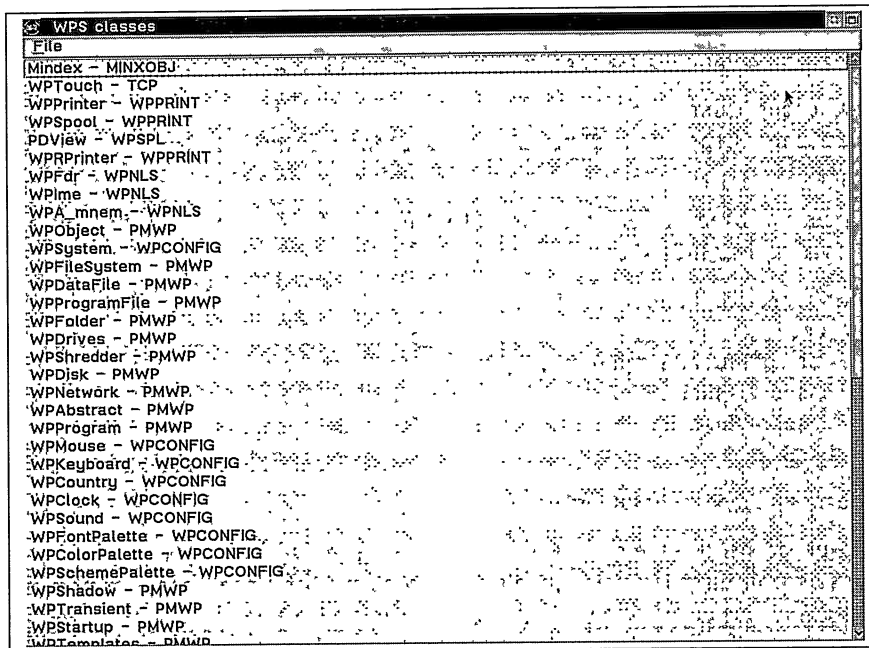 WPS classes
File
Mindex - MINXOBJ
WPTouch - TCP
WPPrinter - WPPRINT
WPSpool - WPPRINT
PDView - WPSPL
WPRPrinter - WPPRINT
WPFdr - WPNLS
WPIme - WPNLS
WPA_mnem - WPNLS
WPObject - PMWP
WPSystem - WPCONFIG
WPFileSystem - PMWP
WPDataFile - PMWP
WPProgramFile - PMWP
WPFolder - PMWP
WPDrives - PMWP
WPShredder - PMWP
WPDisk - PMWP
WPNetwork - PMWP
WPAbstract - PMWP
WPProgram - PMWP
WPMouse - WPCONFIG
WPKeyboard - WPCONFIG
WPCountry - WPCONFIG
WPClock - WPCONFIG
WPSound - WPCONFIG
WPFontPalette - WPCONFIG
WPColorPalette - WPCONFIG
WPSchemePalette - WPCONFIG
WPShadow - PMWP
WPTransient - PMWP
WPStartup - PMWP
WPTemplates - PMWP